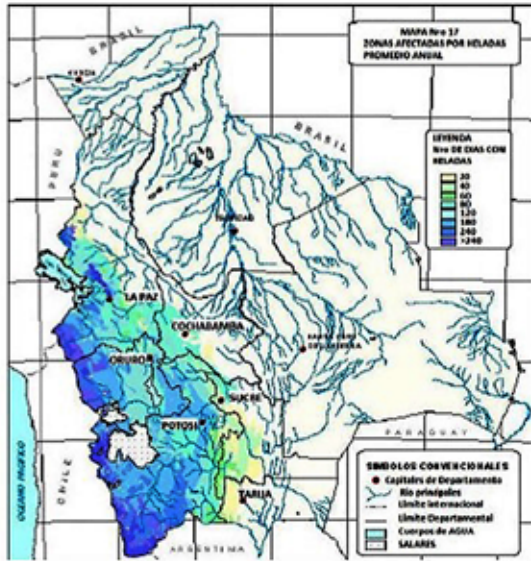 MAPA Nro 17
ZONAS AFECTADAS POR HELADAS
PROMEDIO ANUAL
BRASIL
BRASIL
PERU
LEYENDA
Nro DE DIAS CON
HELADAS
20
40
60
80
120
180
240
>240
TRINIDAD
LA PAZ
COCHABAMBA
ORURO
SUCRE
POTOSI
TARIJA
PARAGUAY
CHILE
OCEANO PACIFICO
ARGENTINA
SIMBOLOS CONVENCIONALES
Capitales de Departamento
Rio principales
Limite internacional
Limite Departamental
Cuerpos de AGUA
SALARES